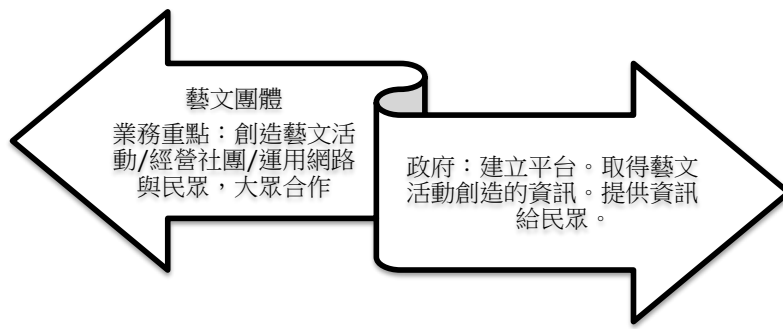 藝文團體
業務重點：創造藝文活
動/經營社團/運用網路
與民眾，大眾合作
政府：建立平台。取得藝文
活動創造的資訊。提供資訊
給民眾。